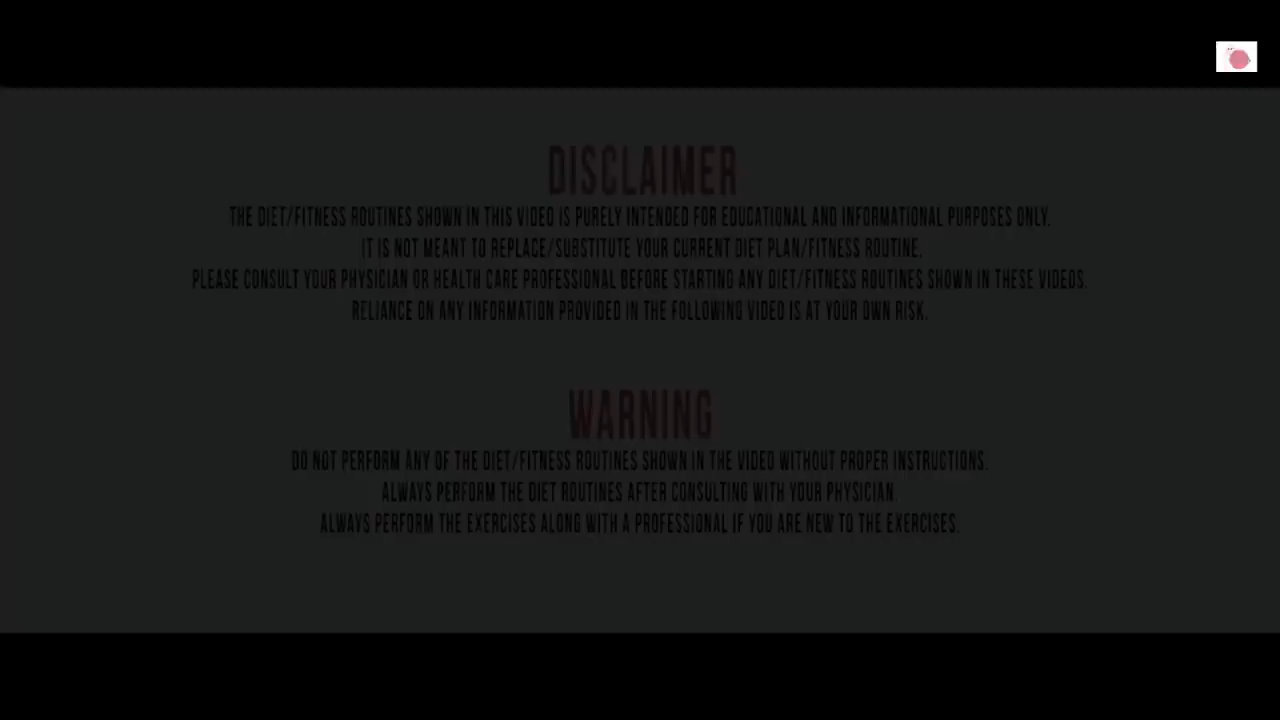 DISCLAIMER
THE DIET/FITNESS ROUTINES SHOWN IN THIS VIDEO IS PURELY INTENDED FOR EDUCATIONAL AND INFORMATIONAL PURPOSES ONLY.
IT IS NOT MEANT TO REPLACE/SUBSTITUTE YOUR CURRENT DIET PLAN/FITNESS ROUTINE.
PLEASE CONSULT YOUR PHYSICIAN OR HEALTH CARE PROFESSIONAL BEFORE STARTING ANY DIET/FITNESS ROUTINES SHOWN IN THESE VIDEOS.
RELIANCE ON ANY INFORMATION PROVIDED IN THE FOLLOWING VIDEO IS AT YOUR OWN RISK.
WARNING
DO NOT PERFORM ANY OF THE DIET/FITNESS ROUTINES SHOWN IN THE VIDEO WITHOUT PROPER INSTRUCTIONS.
ALWAYS PERFORM THE DIET ROUTINES AFTER CONSULTING WITH YOUR PHYSICIAN.
ALWAYS PERFORM THE EXERCISES ALONG WITH A PROFESSIONAL IF YOU ARE NEW TO THE EXERCISES.